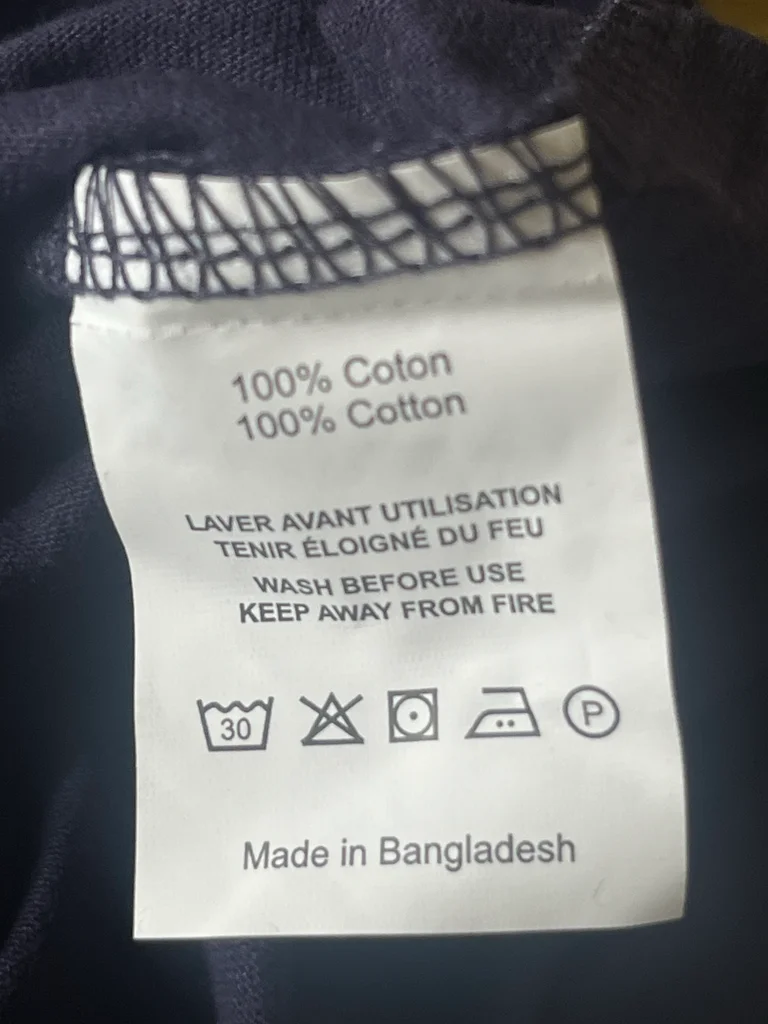 100% Coton
100% Cotton
LAVER AVANT UTILISATION
TENIR ÉLOIGNÉ DU FEU
WASH BEFORE USE
KEEP AWAY FROM FIRE
30 P
Made in Bangladesh